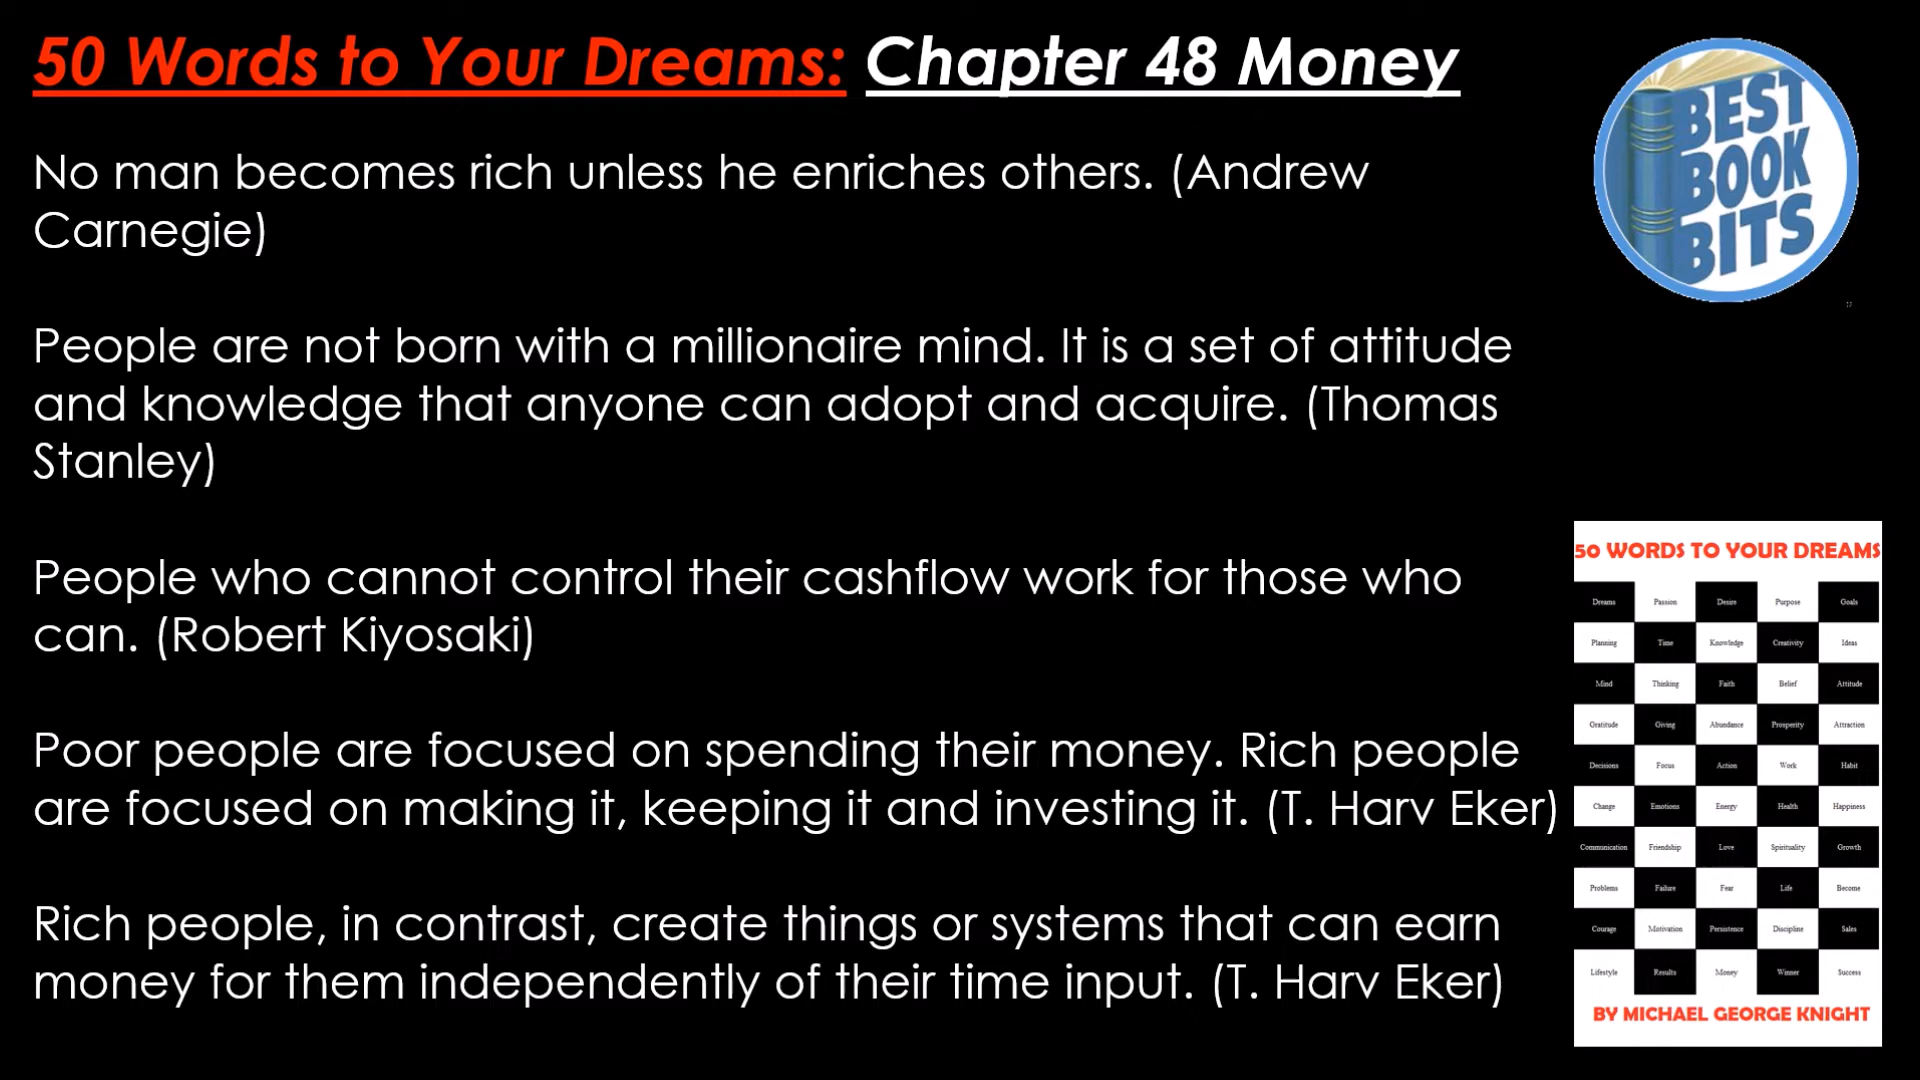 50 Words to Your Dreams: Chapter 48 Money
No man becomes rich unless he enriches others. (Andrew
Carnegie)
People are not born with a millionaire mind. It is a set of attitude
and knowledge that anyone can adopt and acquire. (Thomas
Stanley)
People who cannot control their cashflow work for those who
can. (Robert Kiyosaki)
Poor people are focused on spending their money. Rich people
are focused on making it, keeping it and investing it. (T. Harv Eker)
Rich people, in contrast, create things or systems that can earn
money for them independently of their time input. (T. Harv Eker)
BEST
BOOK
BITS
50 WORDS TO YOUR DREAMS
Dreams Passion Desire Purpose Goals
Planning Time Knowledge Creativity Ideas
Mind Thinking Faith Belief Attitude
Gratitude Giving Abundance Prosperity Attraction
Decisions Focus Action Work Habit
Change Emotions Energy Health Happiness
Communication Friendship Love Spirituality Growth
Problems Failure Fear Life Become
Courage Motivation Persistence Discipline Sales
Lifestyle Results Money Winner Success
BY MICHAEL GEORGE KNIGHT